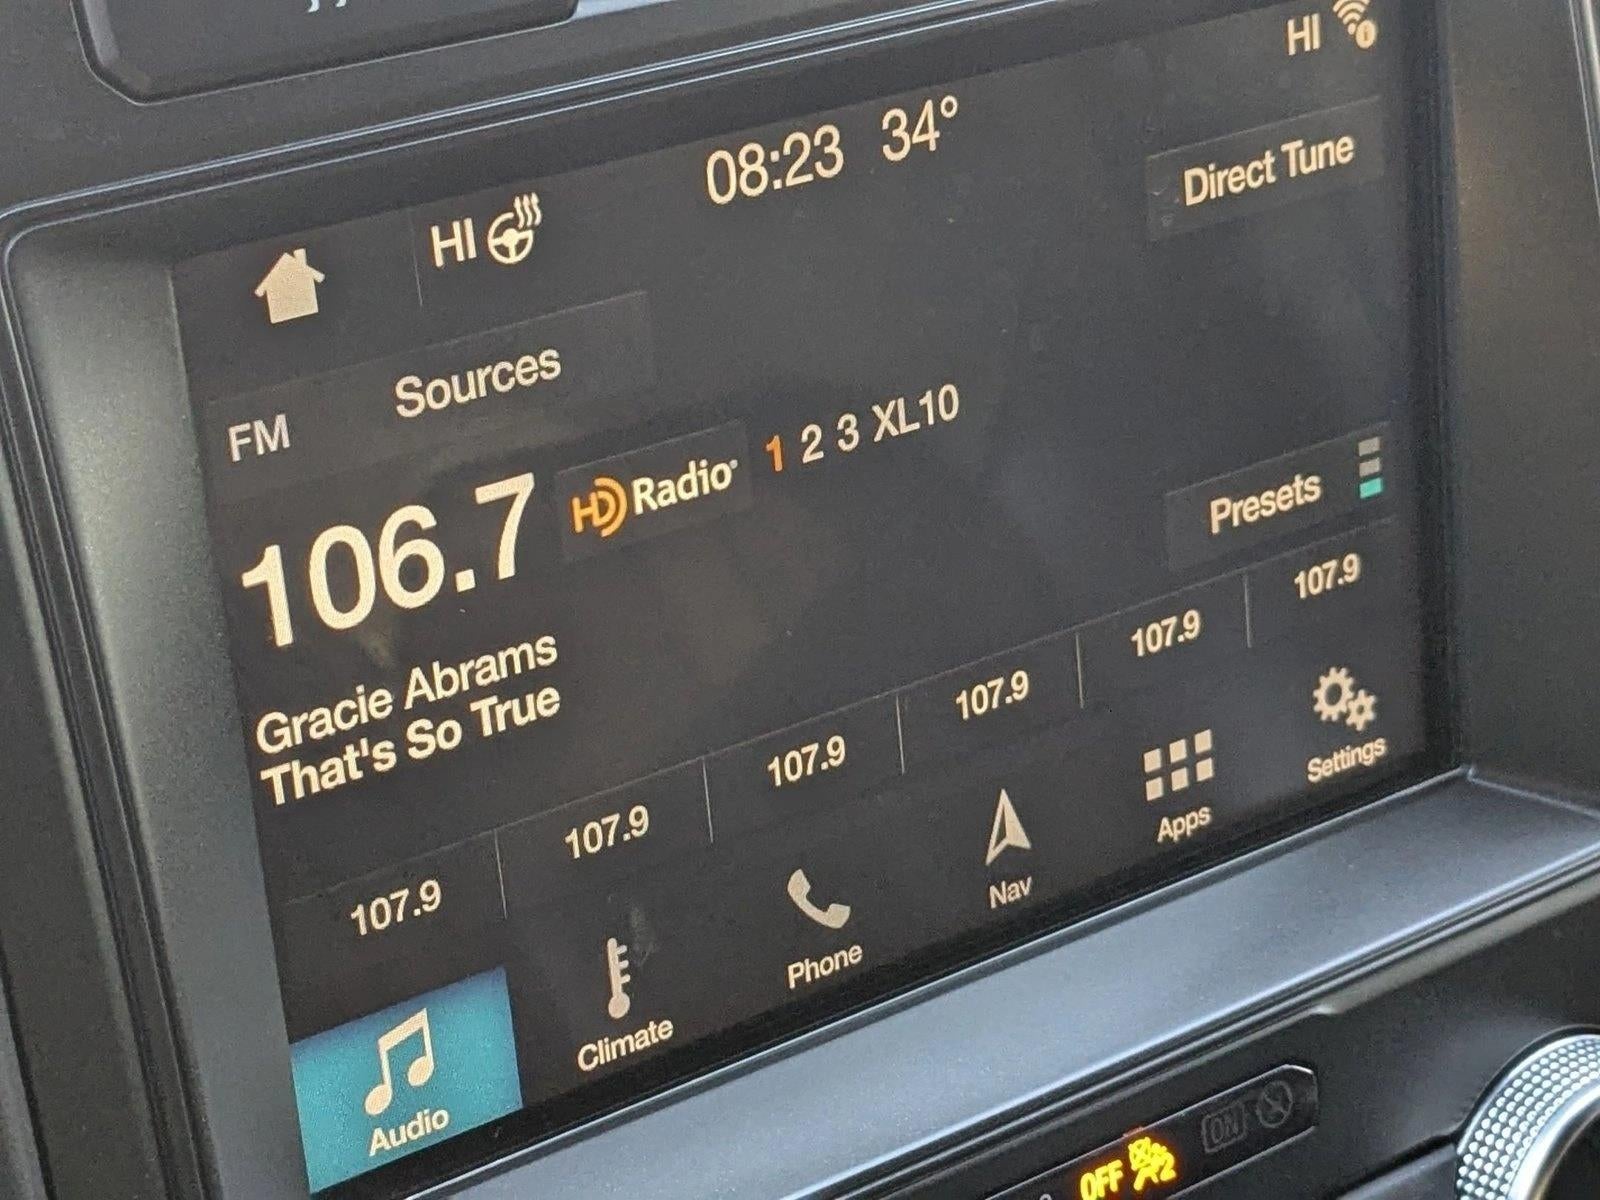 HI
08:23 34°
HI
Direct Tune
Sources
FM
106.7
HD Radio
1 2 3 XL10
Presets
Gracie Abrams
That's So True
107.9
107.9
107.9
107.9
107.9
107.9
Audio
Climate
Phone
Nav
Apps
Settings
OFF
2
ON